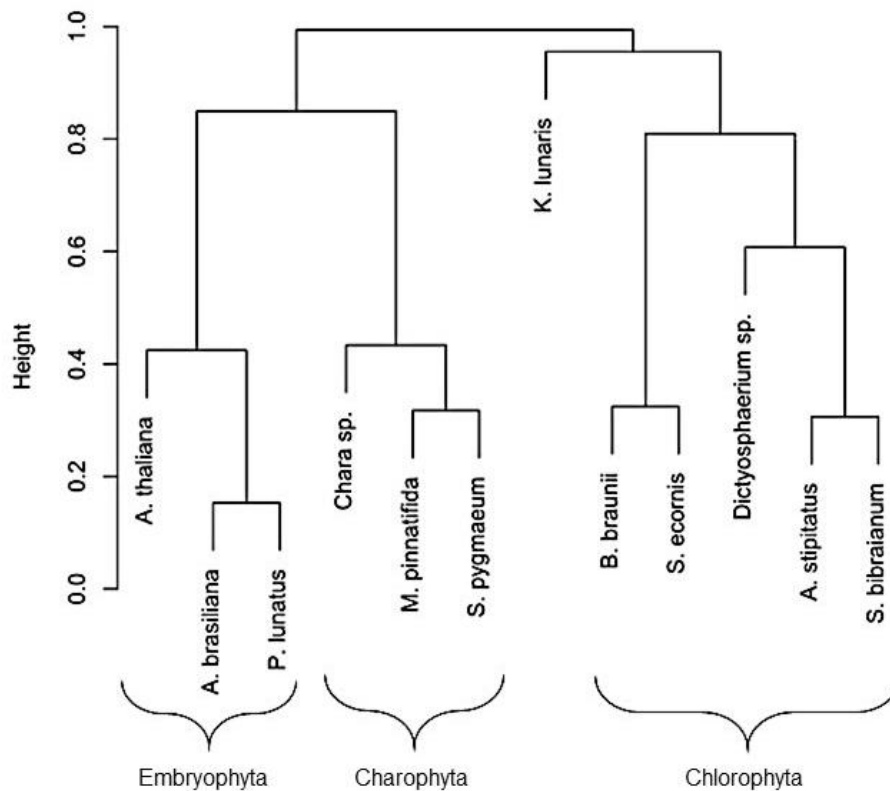 Height
1.0
0.8
0.6
0.4
0.2
0.0
A. thaliana
A. brasiliana
P. lunatus
Chara sp.
M. pinnatifida
S. pygmaeum
K. lunaris
B. braunii
S. ecornis
Dictyosphaerium sp.
A. stipitatus
S. bibraianum
Embryophyta
Charophyta
Chlorophyta